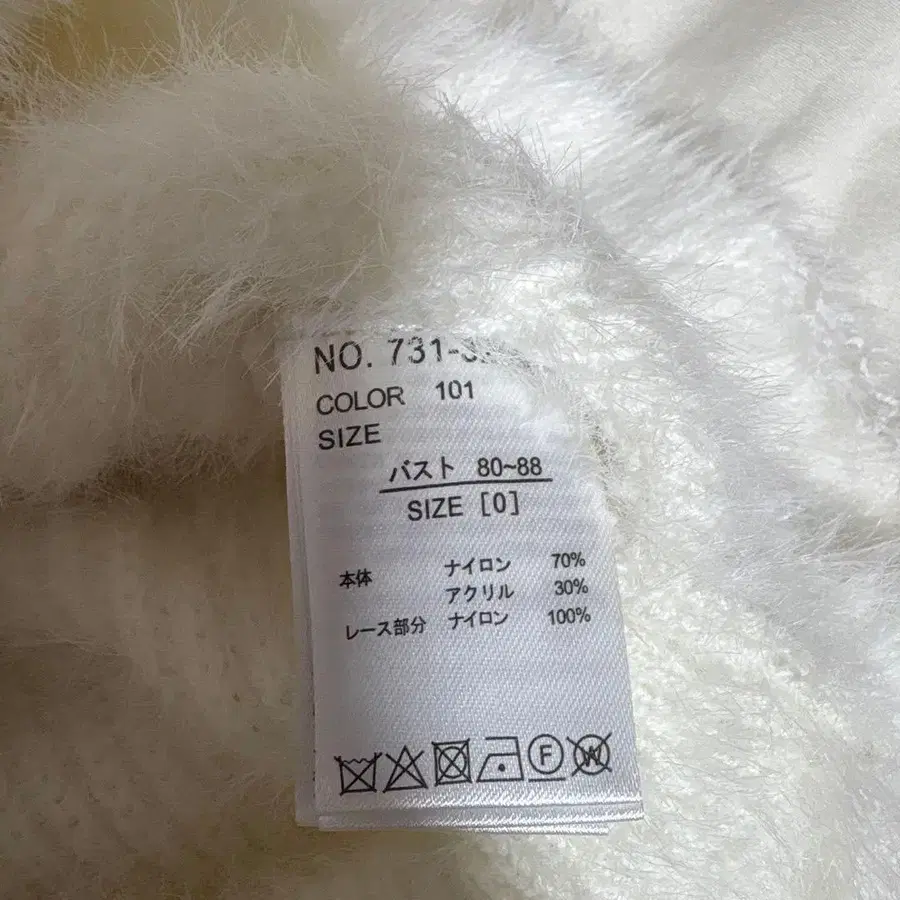 NO. 731-
COLOR 101
SIZE
バスト 80~88
SIZE [0]
本体 ナイロン 70%
アクリル 30%
レース部分 ナイロン 100%
F W